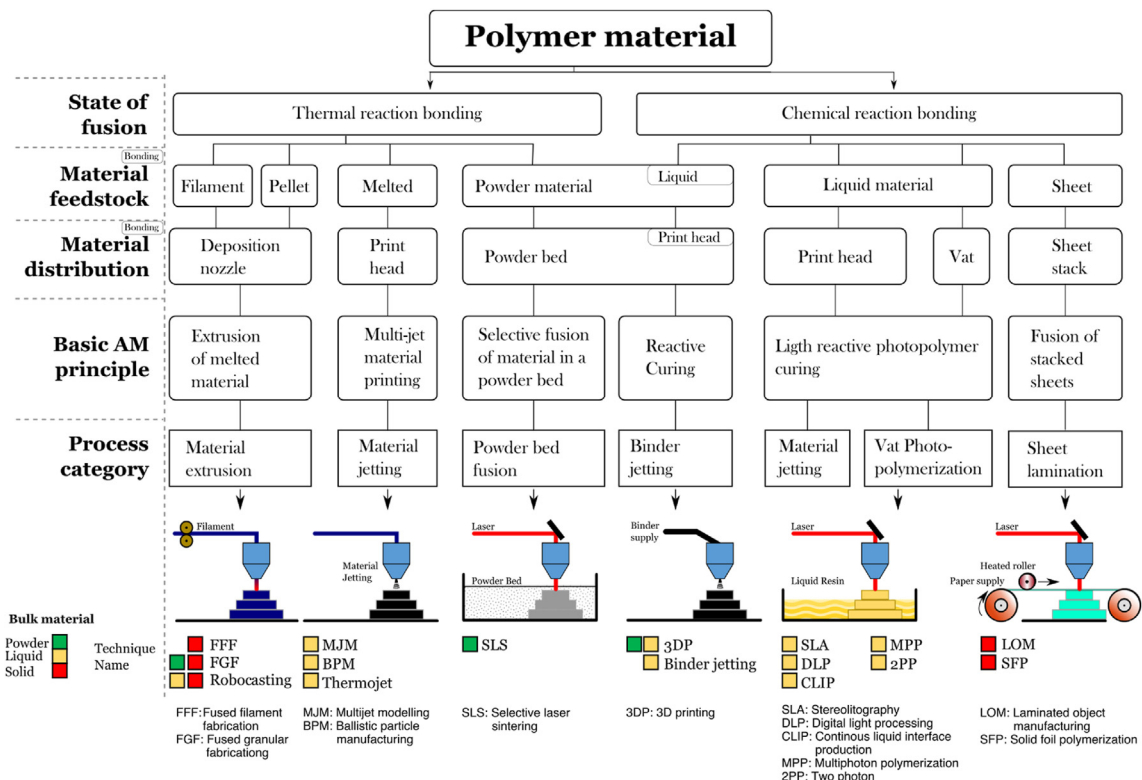 Polymer material
State of
fusion
Thermal reaction bonding
Chemical reaction bonding
Bonding
Material
feedstock
Filament
Pellet
Melted
Powder material
Liquid
Liquid material
Sheet
Bonding
Material
distribution
Deposition
nozzle
Print
head
Powder bed
Print head
Print head
Vat
Sheet
stack
Basic AM
principle
Extrusion
of melted
material
Multi-jet
material
printing
Selective fusion
of material in a
powder bed
Reactive
Curing
Ligth reactive photopolymer
curing
Fusion of
stacked
sheets
Process
category
Material
extrusion
Material
jetting
Powder bed
fusion
Binder
jetting
Material
jetting
Vat Photo-
polymerization
Sheet
lamination
Filament
Material
Jetting
Laser
Powder Bed
Binder
supply
Laser
Liquid Resin
Laser
Heated roller
Paper supply
Bulk material
Powder
Liquid
Solid
Technique
Name
FFF
FGF
Robocasting
MJM
BPM
Thermojet
SLS
3DP
Binder jetting
SLA
DLP
CLIP
MPP
2PP
LOM
SFP
FFF: Fused filament
fabrication
FGF: Fused granular
fabricationg
MJM: Multijet modelling
BPM: Ballistic particle
manufacturing
SLS: Selective laser
sintering
3DP: 3D printing
SLA: Stereolitography
DLP: Digital light processing
CLIP: Continous liquid interface
production
MPP: Multiphoton polymerization
2PP: Two photon
LOM: Laminated object
manufacturing
SFP: Solid foil polymerization